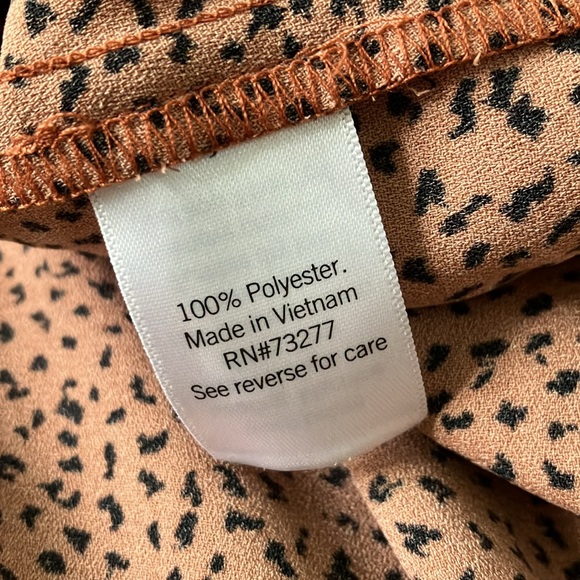 100% Polyester.
Made in Vietnam
RN#73277
See reverse for care